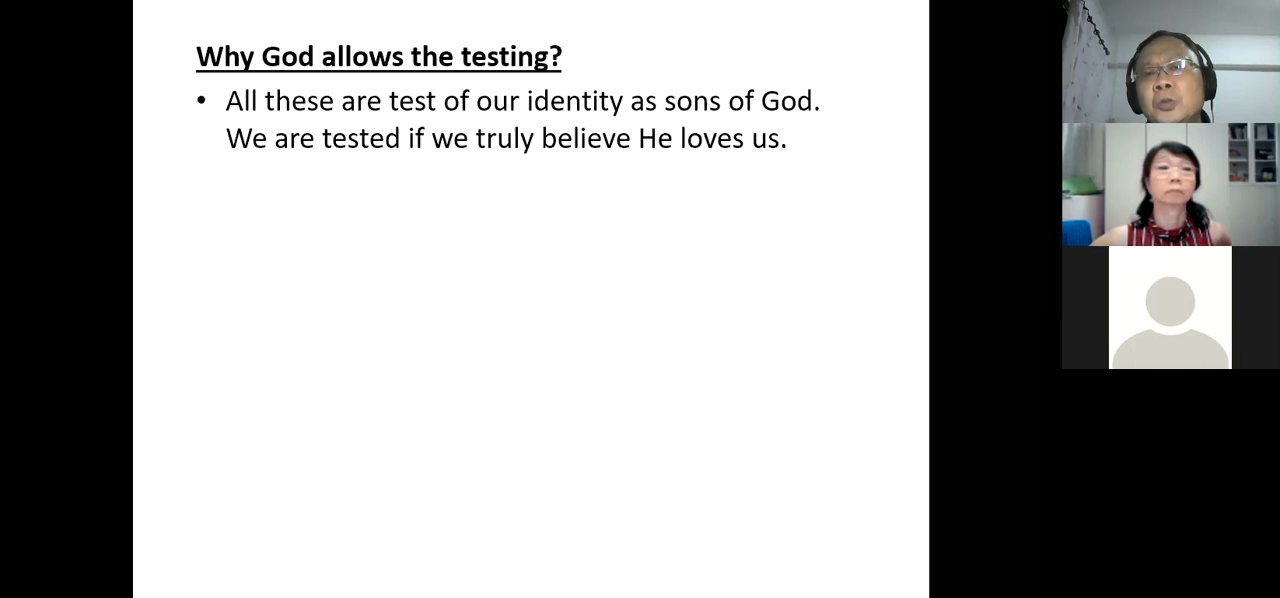 Why God allows the testing?
• All these are test of our identity as sons of God.
We are tested if we truly believe He loves us.